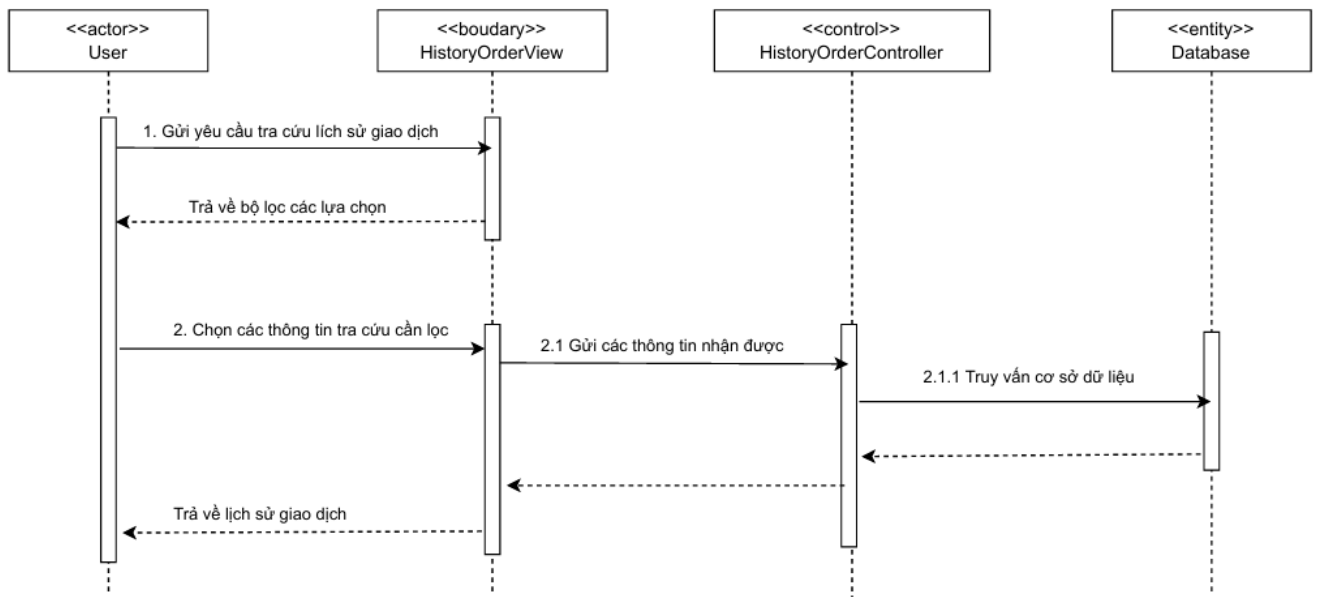 <<actor>>
User
<<boudary>>
HistoryOrderView
<<control>>
HistoryOrderController
<<entity>>
Database
1. Gửi yêu cầu tra cứu lích sử giao dịch
Trả về bộ lọc các lựa chọn
2. Chọn các thông tin tra cứu cần lọc
2.1 Gửi các thông tin nhận được
2.1.1 Truy vấn cơ sở dữ liệu
Trả về lịch sử giao dịch